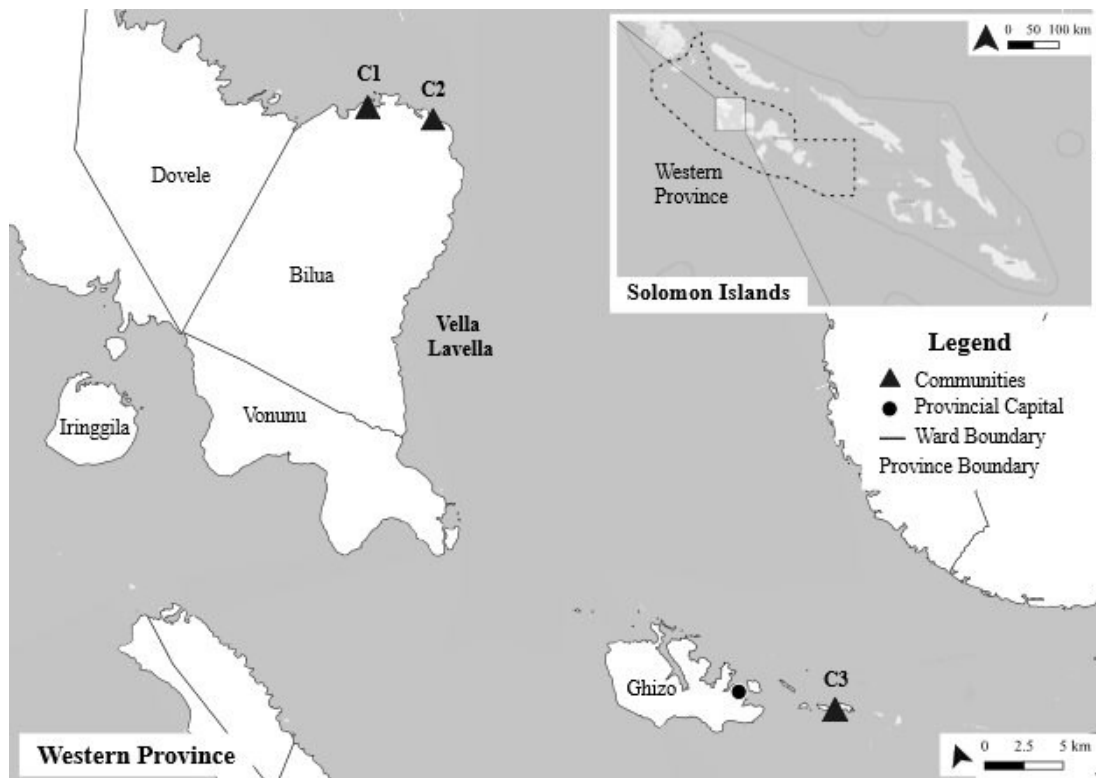 C1
C2
Dovele
Bilua
Vella
Lavella
Vonunu
Iringgila
Ghizo
C3
Western Province
0 50 100 km
Western
Province
Solomon Islands
Legend
Communities
Provincial Capital
Ward Boundary
Province Boundary
0 2.5 5 km